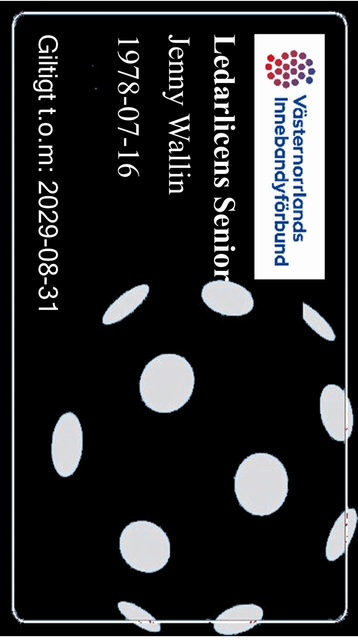 Västernorrlands
Innebandyförbund
Ledarlicens Senior
Jenny Wallin
1978-07-16
Giltigt t.o.m: 2029-08-31